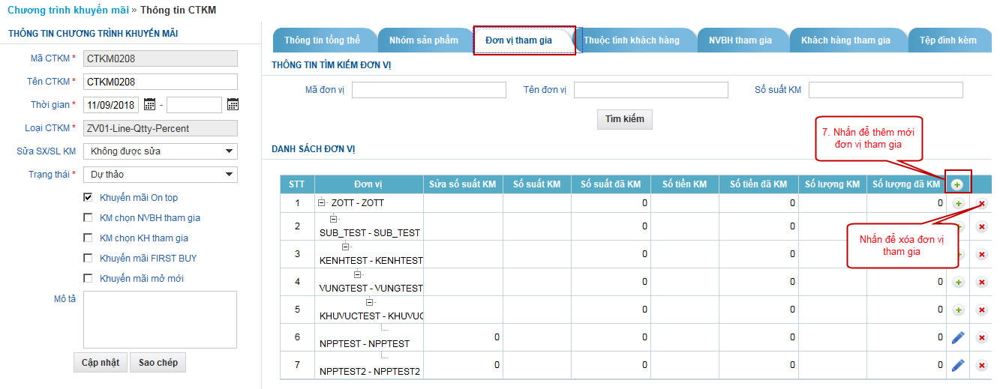 Chương trình khuyến mãi » Thông tin CTKM
THÔNG TIN CHƯƠNG TRÌNH KHUYẾN MÃI
Mã CTKM * CTKM0208
Tên CTKM * CTKM0208
Thời gian * 11/09/2018 -
Loại CTKM * ZV01-Line-Qtty-Percent
Sửa SX/SL KM Không được sửa
Trạng thái * Dự thảo
Khuyến mãi On top
KM chọn NVBH tham gia
KM chọn KH tham gia
Khuyến mãi FIRST BUY
Khuyến mãi mở mới
Mô tả
Cập nhật Sao chép
Thông tin tổng thể Nhóm sản phẩm Đơn vị tham gia Thuộc tính khách hàng NVBH tham gia Khách hàng tham gia Tệp đính kèm
THÔNG TIN TÌM KIẾM ĐƠN VỊ
Mã đơn vị Tên đơn vị Số suất KM
Tìm kiếm
7. Nhấn để thêm mới
đơn vị tham gia
DANH SÁCH ĐƠN VỊ
STT Đơn vị Sửa số suất KM Số suất KM Số suất đã KM Số tiền KM Số tiền đã KM Số lượng KM Số lượng đã KM
1 ZOTT - ZOTT 0 0 0
2 SUB_TEST - SUB_TEST 0 0
3 KENHTEST - KENHTEST 0 0
4 VUNGTEST - VUNGTEST 0 0 0
5 KHUVUCTEST - KHUVUC 0 0 0
6 NPPTEST - NPPTEST 0 0 0 0
7 NPPTEST2 - NPPTEST2 0 0 0 0
Nhấn để xóa đơn vị
tham gia